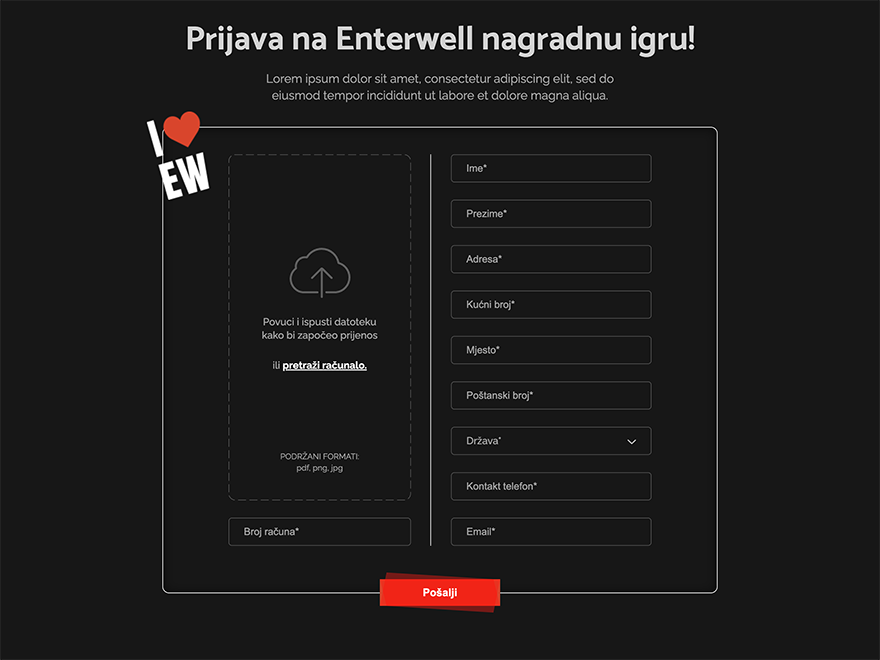 Prijava na Enterwell nagradnu igru!
Lorem ipsum dolor sit amet, consectetur adipiscing elit, sed do
eiusmod tempor incididunt ut labore et dolore magna aliqua.
I
EW
Povuci i ispusti datoteku
kako bi započeo prijenos
ili pretraži računalo.
PODRŽANI FORMATI:
pdf, png, jpg
Broj računa*
Ime*
Prezime*
Adresa*
Kućni broj*
Mjesto*
Poštanski broj*
Država*
Kontakt telefon*
Email*
Pošalji